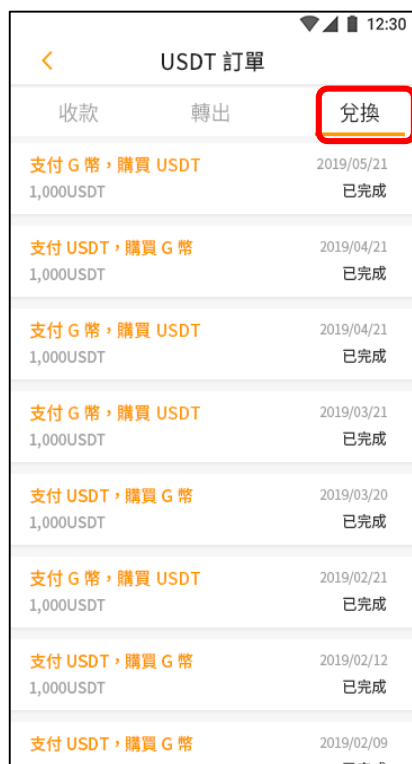 12:30
USDT 訂單
收款 轉出 兌換
支付 G 幣，購買 USDT 2019/05/21
1,000USDT 已完成
支付 USDT，購買 G 幣 2019/04/21
1,000USDT 已完成
支付 G 幣，購買 USDT 2019/04/21
1,000USDT 已完成
支付 G 幣，購買 USDT 2019/03/21
1,000USDT 已完成
支付 USDT，購買 G 幣 2019/03/20
1,000USDT 已完成
支付 G 幣，購買 USDT 2019/02/21
1,000USDT 已完成
支付 USDT，購買 G 幣 2019/02/12
1,000USDT 已完成
支付 USDT，購買 G 幣 2019/02/09